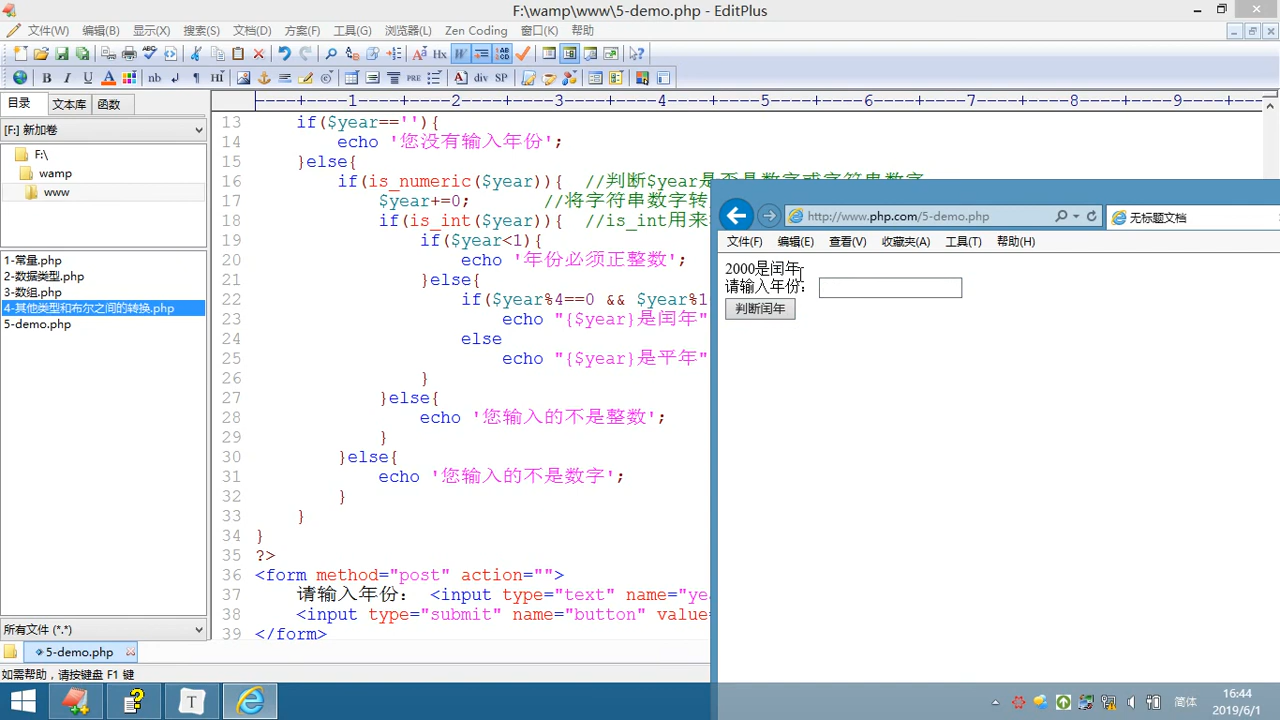 F:\wamp\www\5-demo.php - EditPlus
文件(W) 编辑(B) 显示(X) 搜索(S) 文档(D) 方案(F) 工具(G) 浏览器(L) Zen Coding 窗口(K) 帮助
目录 文本库 函数
[F:] 新加卷
F:\
wamp
www
1-常量.php
2-数据类型.php
3-数组.php
4-其他类型和布尔之间的转换.php
5-demo.php
所有文件 (*.*)
5-demo.php
如需帮助，请按键盘 F1 键
----+----1----+----2----+----3----+----4----+----5----+----6----+----7----+----8----+----9----+--
13 if($year==''){
14 echo '您没有输入年份';
15 }else{
16 if(is_numeric($year)){ //判断$year是否是数字或字符串数字
17 $year+=0; //将字符串数字转
18 if(is_int($year)){ //is_int用来
19 if($year<1){
20 echo '年份必须正整数';
21 }else{
22 if($year%4==0 && $year%1
23 echo "{$year}是闰年"
24 else
25 echo "{$year}是平年"
26 }
27 }else{
28 echo '您输入的不是整数';
29 }
30 }else{
31 echo '您输入的不是数字';
32 }
33 }
34 }
35 ?>
36 <form method="post" action="">
37 请输入年份： <input type="text" name="yea
38 <input type="submit" name="button" value=
39 </form>
http://www.php.com/5-demo.php
无标题文档
文件(F) 编辑(E) 查看(V) 收藏夹(A) 工具(T) 帮助(H)
2000是闰年
请输入年份：
判断闰年
简体
16:44
2019/6/1